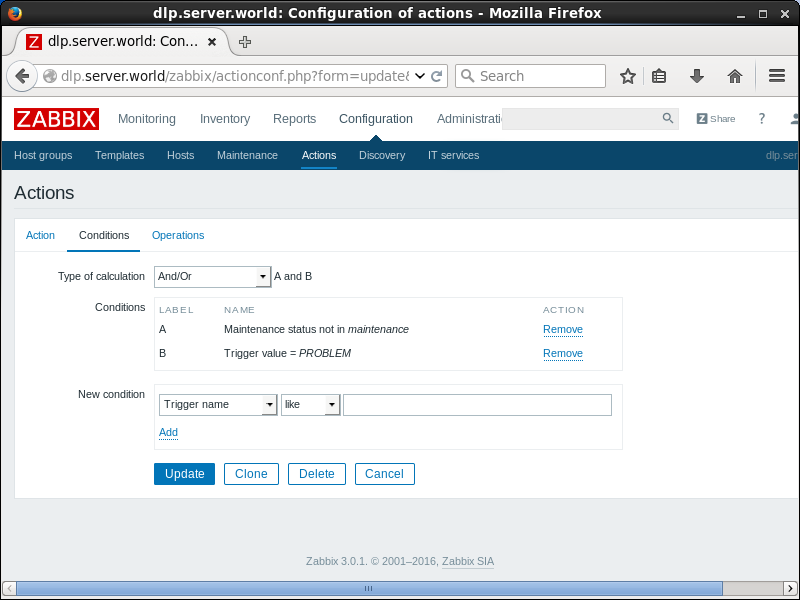 dlp.server.world: Configuration of actions - Mozilla Firefox
Z dlp.server.world: Con...
dlp.server.world/zabbix/actionconf.php?form=update&
Search
ZABBIX Monitoring Inventory Reports Configuration Administrati Z Share ?
Host groups Templates Hosts Maintenance Actions Discovery IT services dlp.ser
Actions
Action Conditions Operations
Type of calculation And/Or A and B
Conditions LABEL NAME ACTION
A Maintenance status not in maintenance Remove
B Trigger value = PROBLEM Remove
New condition
Trigger name like
Add
Update Clone Delete Cancel
Zabbix 3.0.1. © 2001–2016, Zabbix SIA